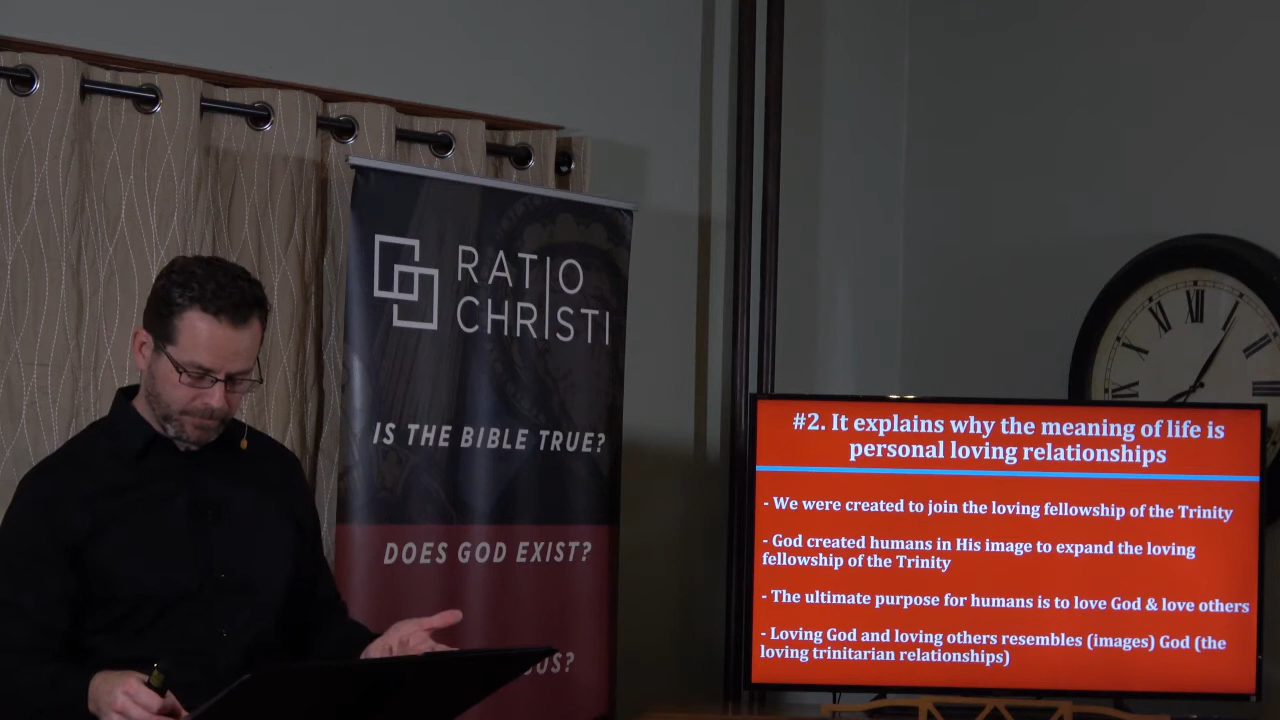 RATIO
CHRISTI
IS THE BIBLE TRUE?
DOES GOD EXIST?
#2. It explains why the meaning of life is
personal loving relationships
- We were created to join the loving fellowship of the Trinity
- God created humans in His image to expand the loving
fellowship of the Trinity
- The ultimate purpose for humans is to love God & love others
- Loving God and loving others resembles (images) God (the
loving trinitarian relationships)
XI
XII
I